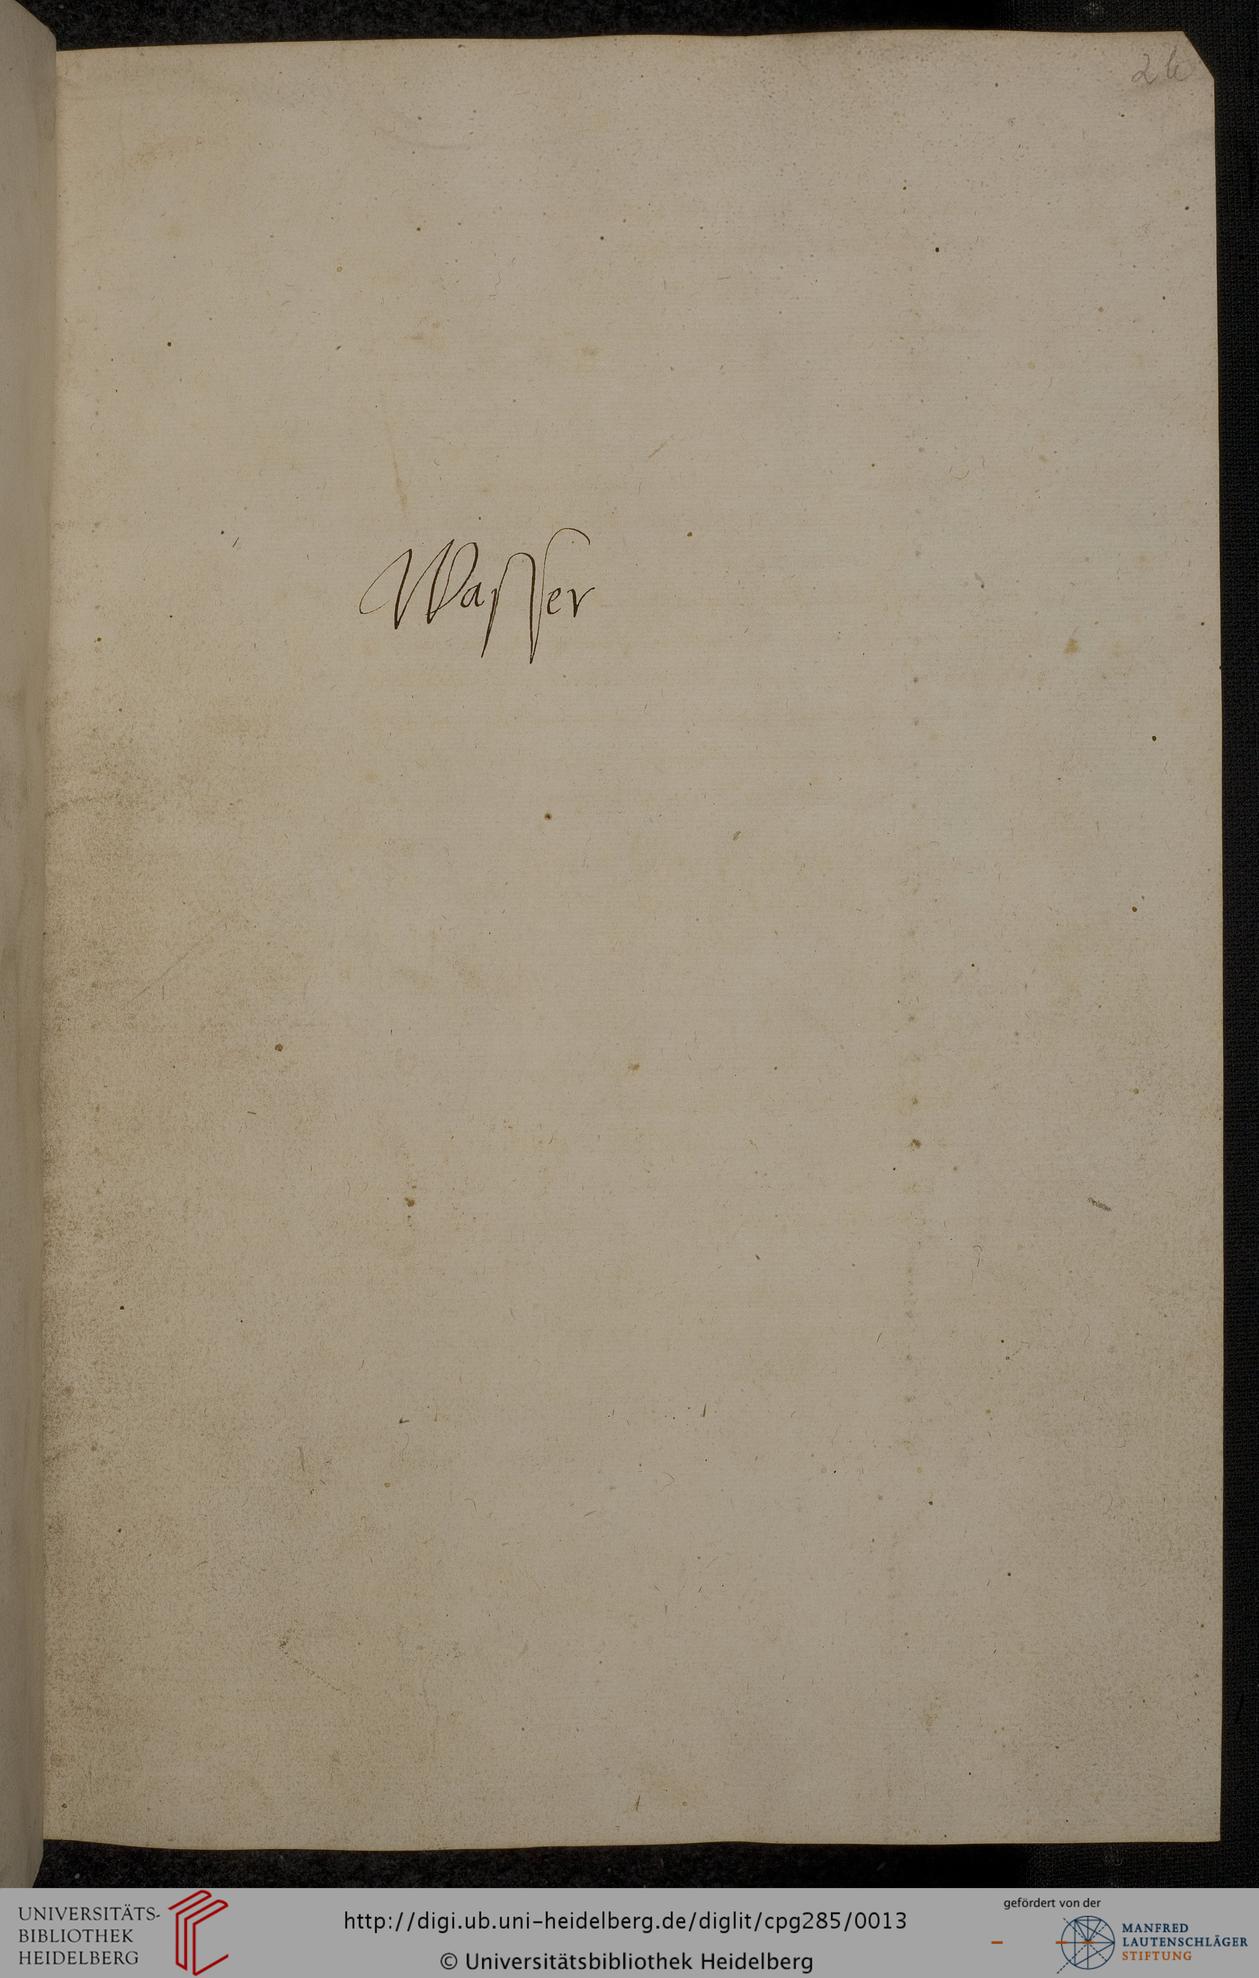 2b
Wasser
UNIVERSITÄTS-
BIBLIOTHEK
HEIDELBERG
http://digi.ub.uni-heidelberg.de/diglit/cpg285/0013
© Universitätsbibliothek Heidelberg
gefördert von der
MANFRED
LAUTENSCHLÄGER
STIFTUNG